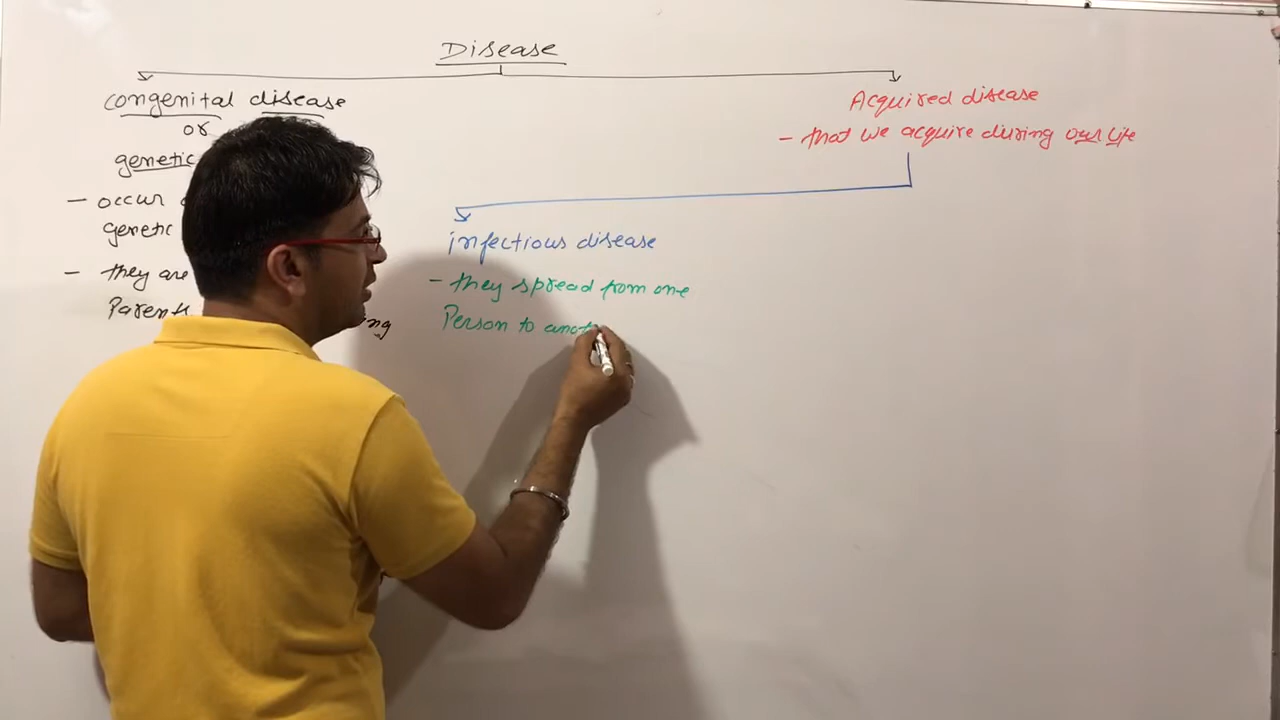 Disease
Congenital disease
or
genetic
- occur
genetic
- they are
Parents
Acquired disease
- that we acquire during our life
infectious disease
- they spread from one
Person to